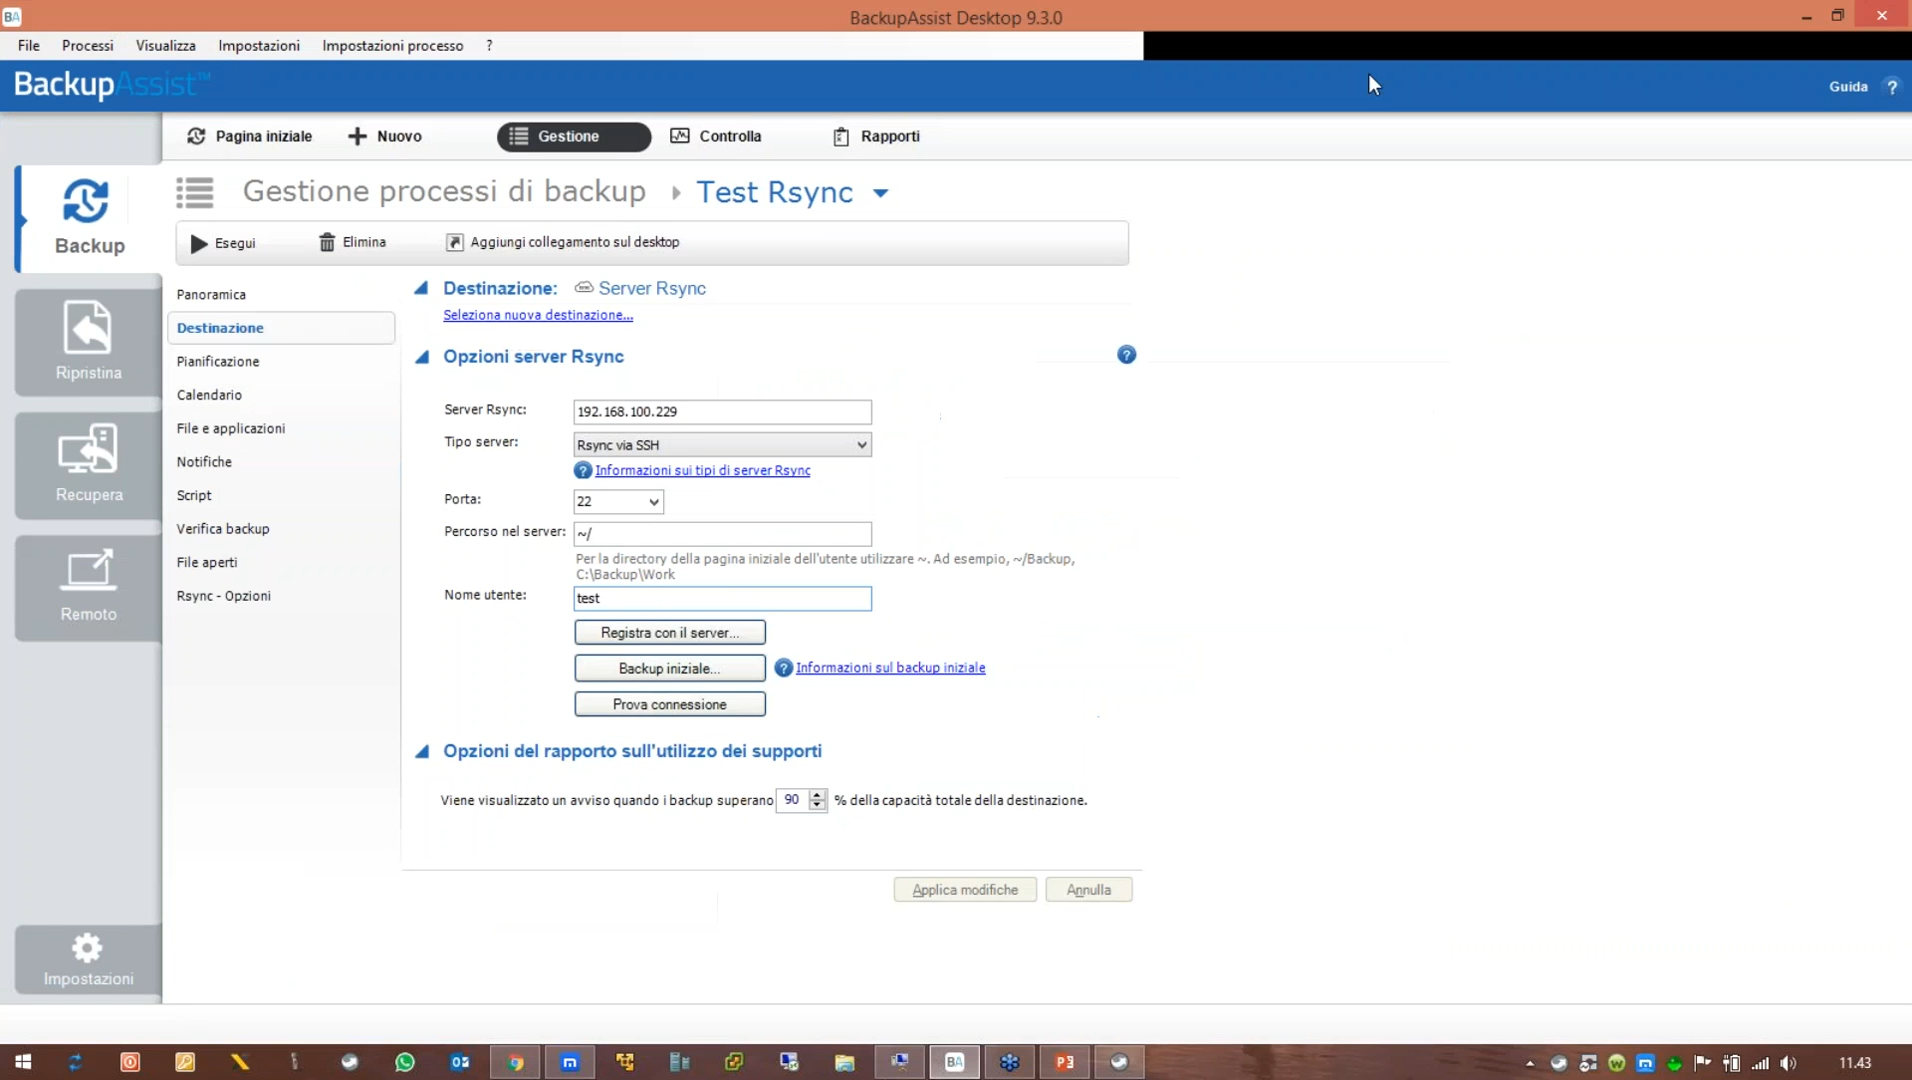 BA BackupAssist Desktop 9.3.0
File Processi Visualizza Impostazioni Impostazioni processo ?
BackupAssist™ Guida ?
Pagina iniziale Nuovo Gestione Controlla Rapporti
Gestione processi di backup Test Rsync
Backup
Esegui Elimina Aggiungi collegamento sul desktop
Panoramica
Destinazione
Pianificazione
Calendario
File e applicazioni
Notifiche
Script
Verifica backup
File aperti
Rsync - Opzioni
Ripristina
Recupera
Remoto
Impostazioni
Destinazione: Server Rsync
Seleziona nuova destinazione...
Opzioni server Rsync ?
Server Rsync: 192.168.100.229
Tipo server: Rsync via SSH
? Informazioni sui tipi di server Rsync
Porta: 22
Percorso nel server: ~/
Per la directory della pagina iniziale dell'utente utilizzare ~. Ad esempio, ~/Backup,
C:\Backup\Work
Nome utente: test
Registra con il server...
Backup iniziale... ? Informazioni sul backup iniziale
Prova connessione
Opzioni del rapporto sull'utilizzo dei supporti
Viene visualizzato un avviso quando i backup superano 90 % della capacità totale della destinazione.
Applica modifiche Annulla
BA 11.43